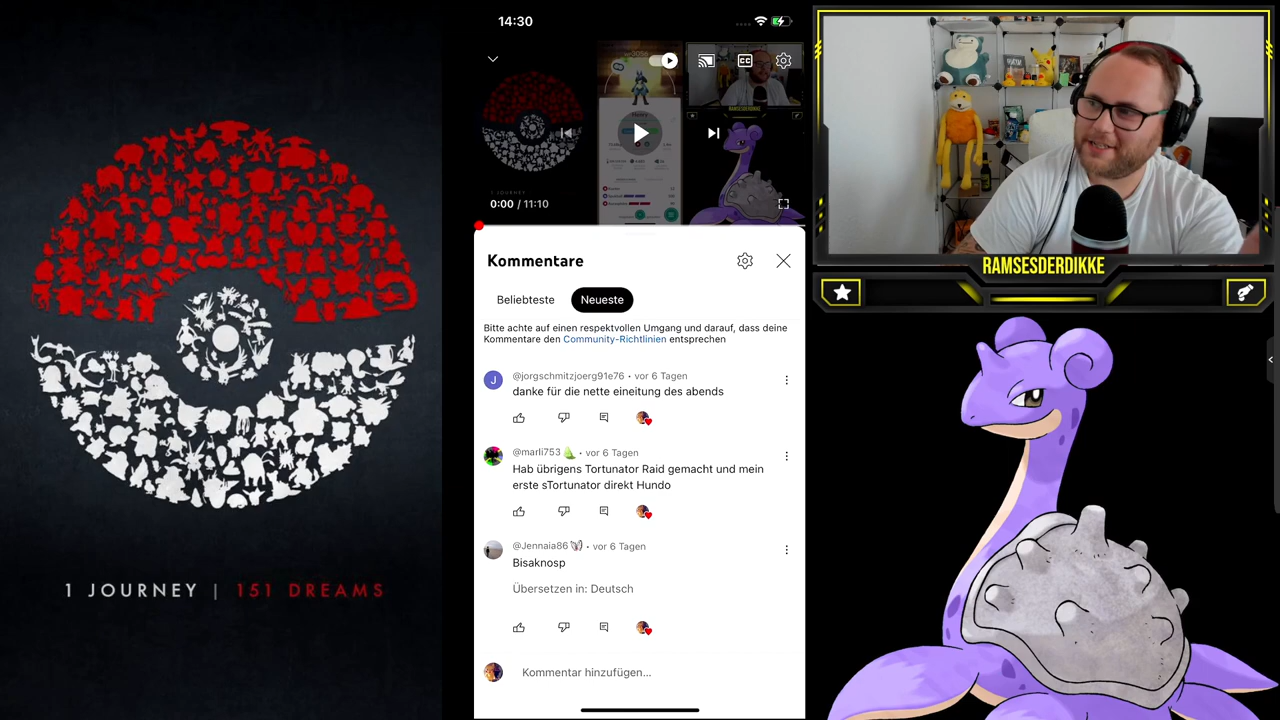 1 JOURNEY | 151 DREAMS
14:30
RAMSESDERDIKKE
1 JOURNEY
0:00 / 11:10
Kommentare
Beliebteste
Neueste
Bitte achte auf einen respektvollen Umgang und darauf, dass deine
Kommentare den Community-Richtlinien entsprechen
J
@jorgschmitzjoerg91e76 • vor 6 Tagen
danke für die nette eineitung des abends
@marli753 • vor 6 Tagen
Hab übrigens Tortunator Raid gemacht und mein
erste sTortunator direkt Hundo
@Jennaia86 • vor 6 Tagen
Bisaknosp
Übersetzen in: Deutsch
Kommentar hinzufügen...
RAMSESDERDIKKE